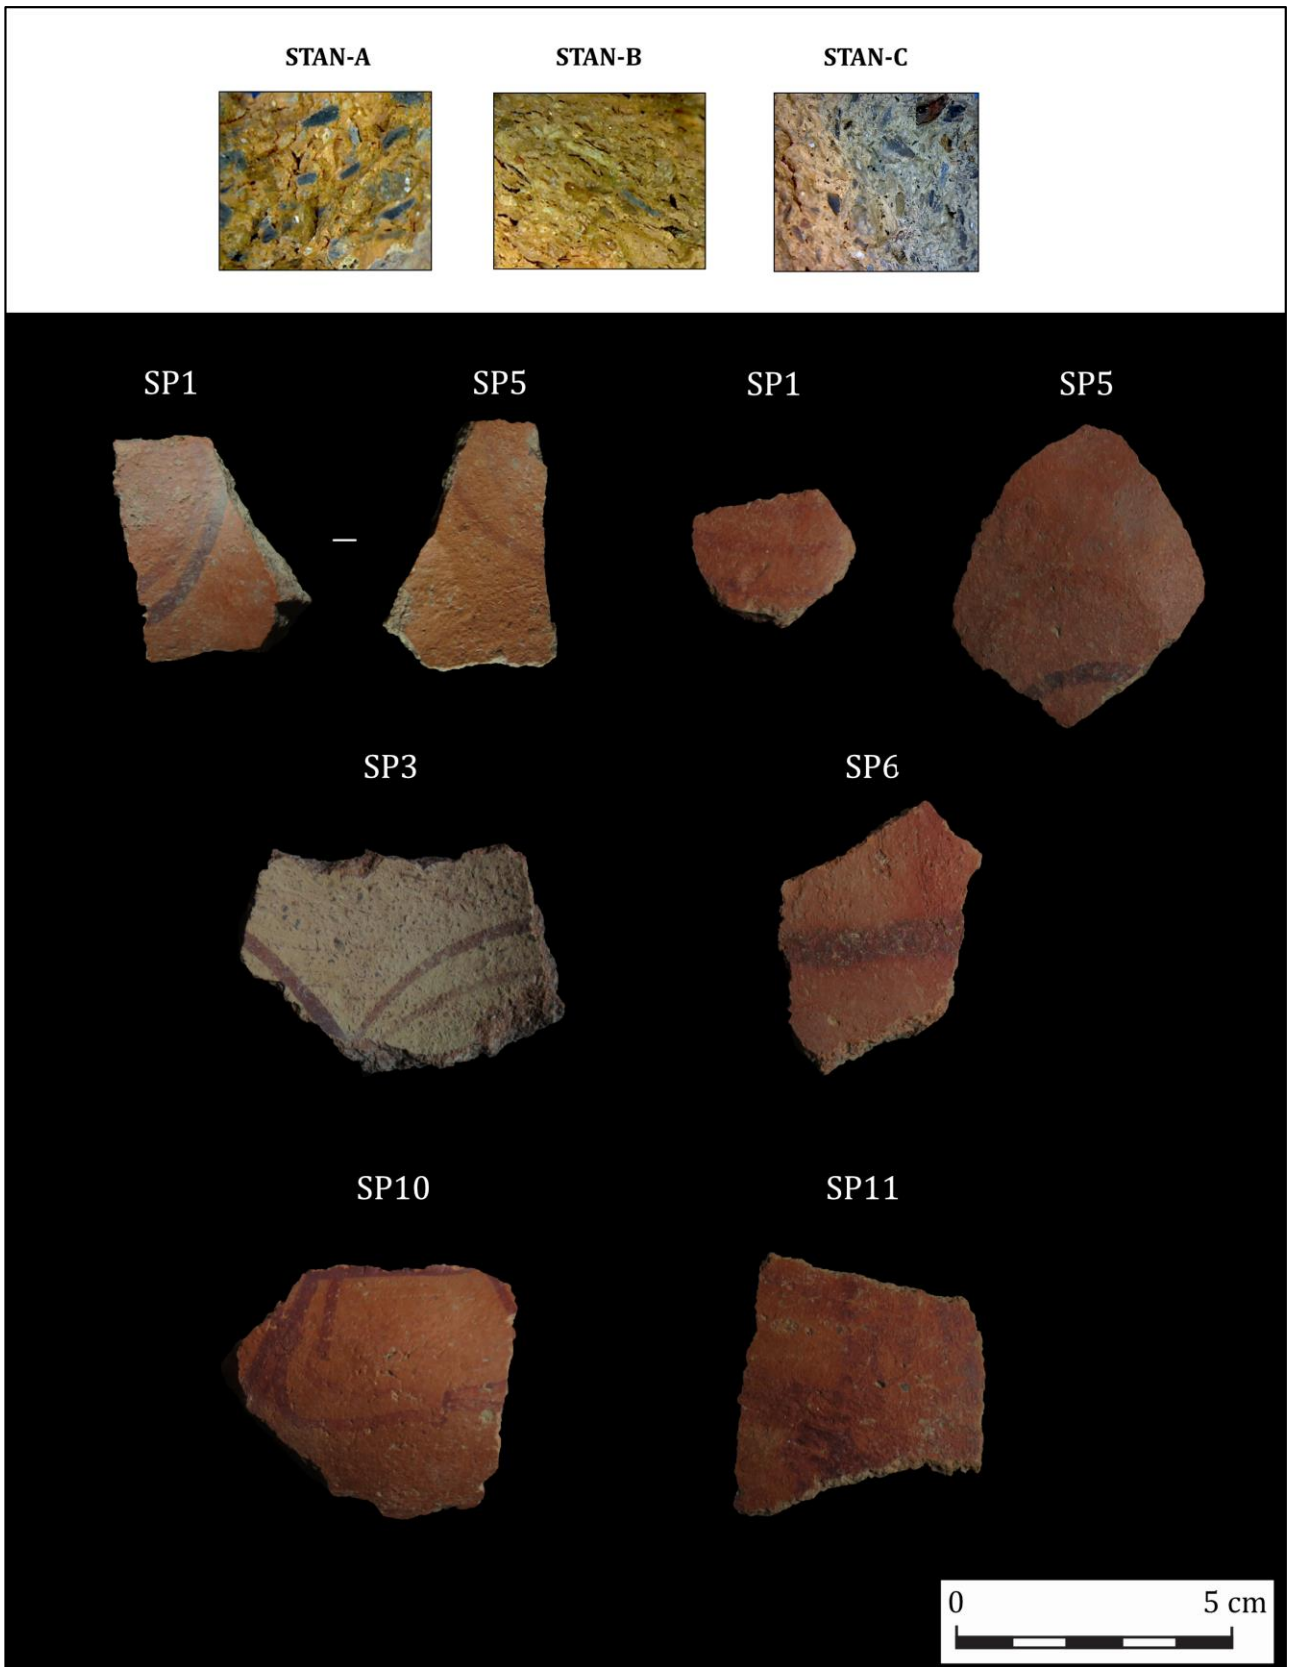 STAN-A STAN-B STAN-C
SP1 – SP5 SP1 SP5
SP3 SP6
SP10 SP11
0 5 cm